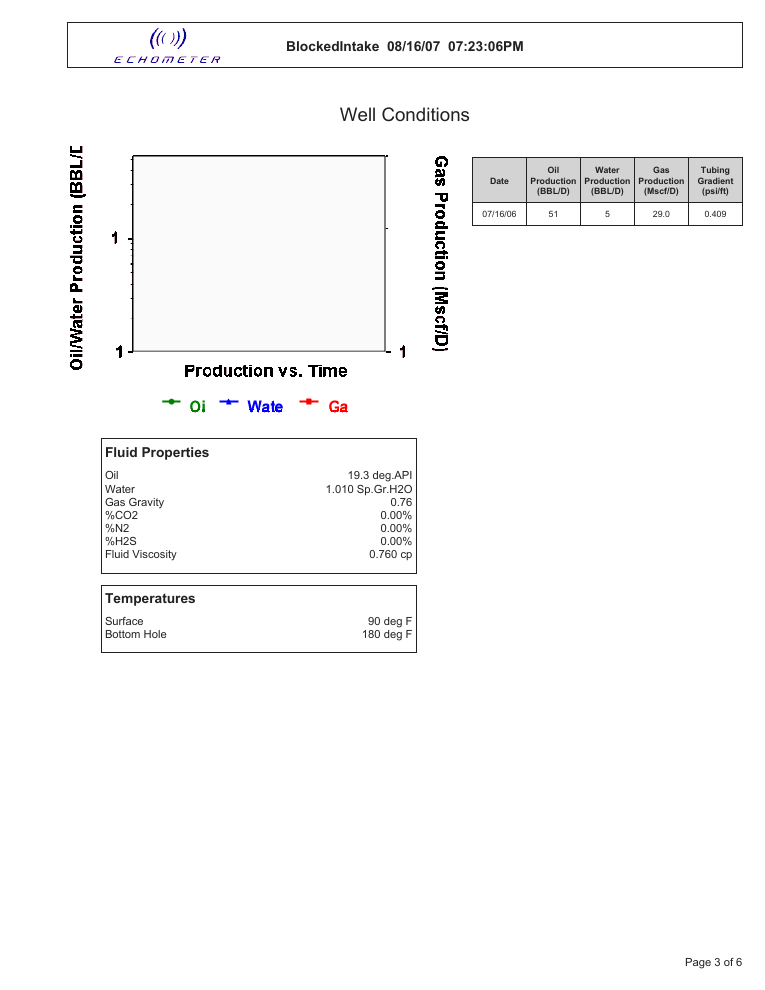 ECHOMETER
BlockedIntake 08/16/07 07:23:06PM
Well Conditions
Oil/Water Production (BBL/D
1
1
Gas Production (Mscf/D)
1
Production vs. Time
Oi Wate Ga
Date Oil Production (BBL/D) Water Production (BBL/D) Gas Production (Mscf/D) Tubing Gradient (psi/ft)
07/16/06 51 5 29.0 0.409
Fluid Properties
Oil 19.3 deg.API
Water 1.010 Sp.Gr.H2O
Gas Gravity 0.76
%CO2 0.00%
%N2 0.00%
%H2S 0.00%
Fluid Viscosity 0.760 cp
Temperatures
Surface 90 deg F
Bottom Hole 180 deg F
Page 3 of 6